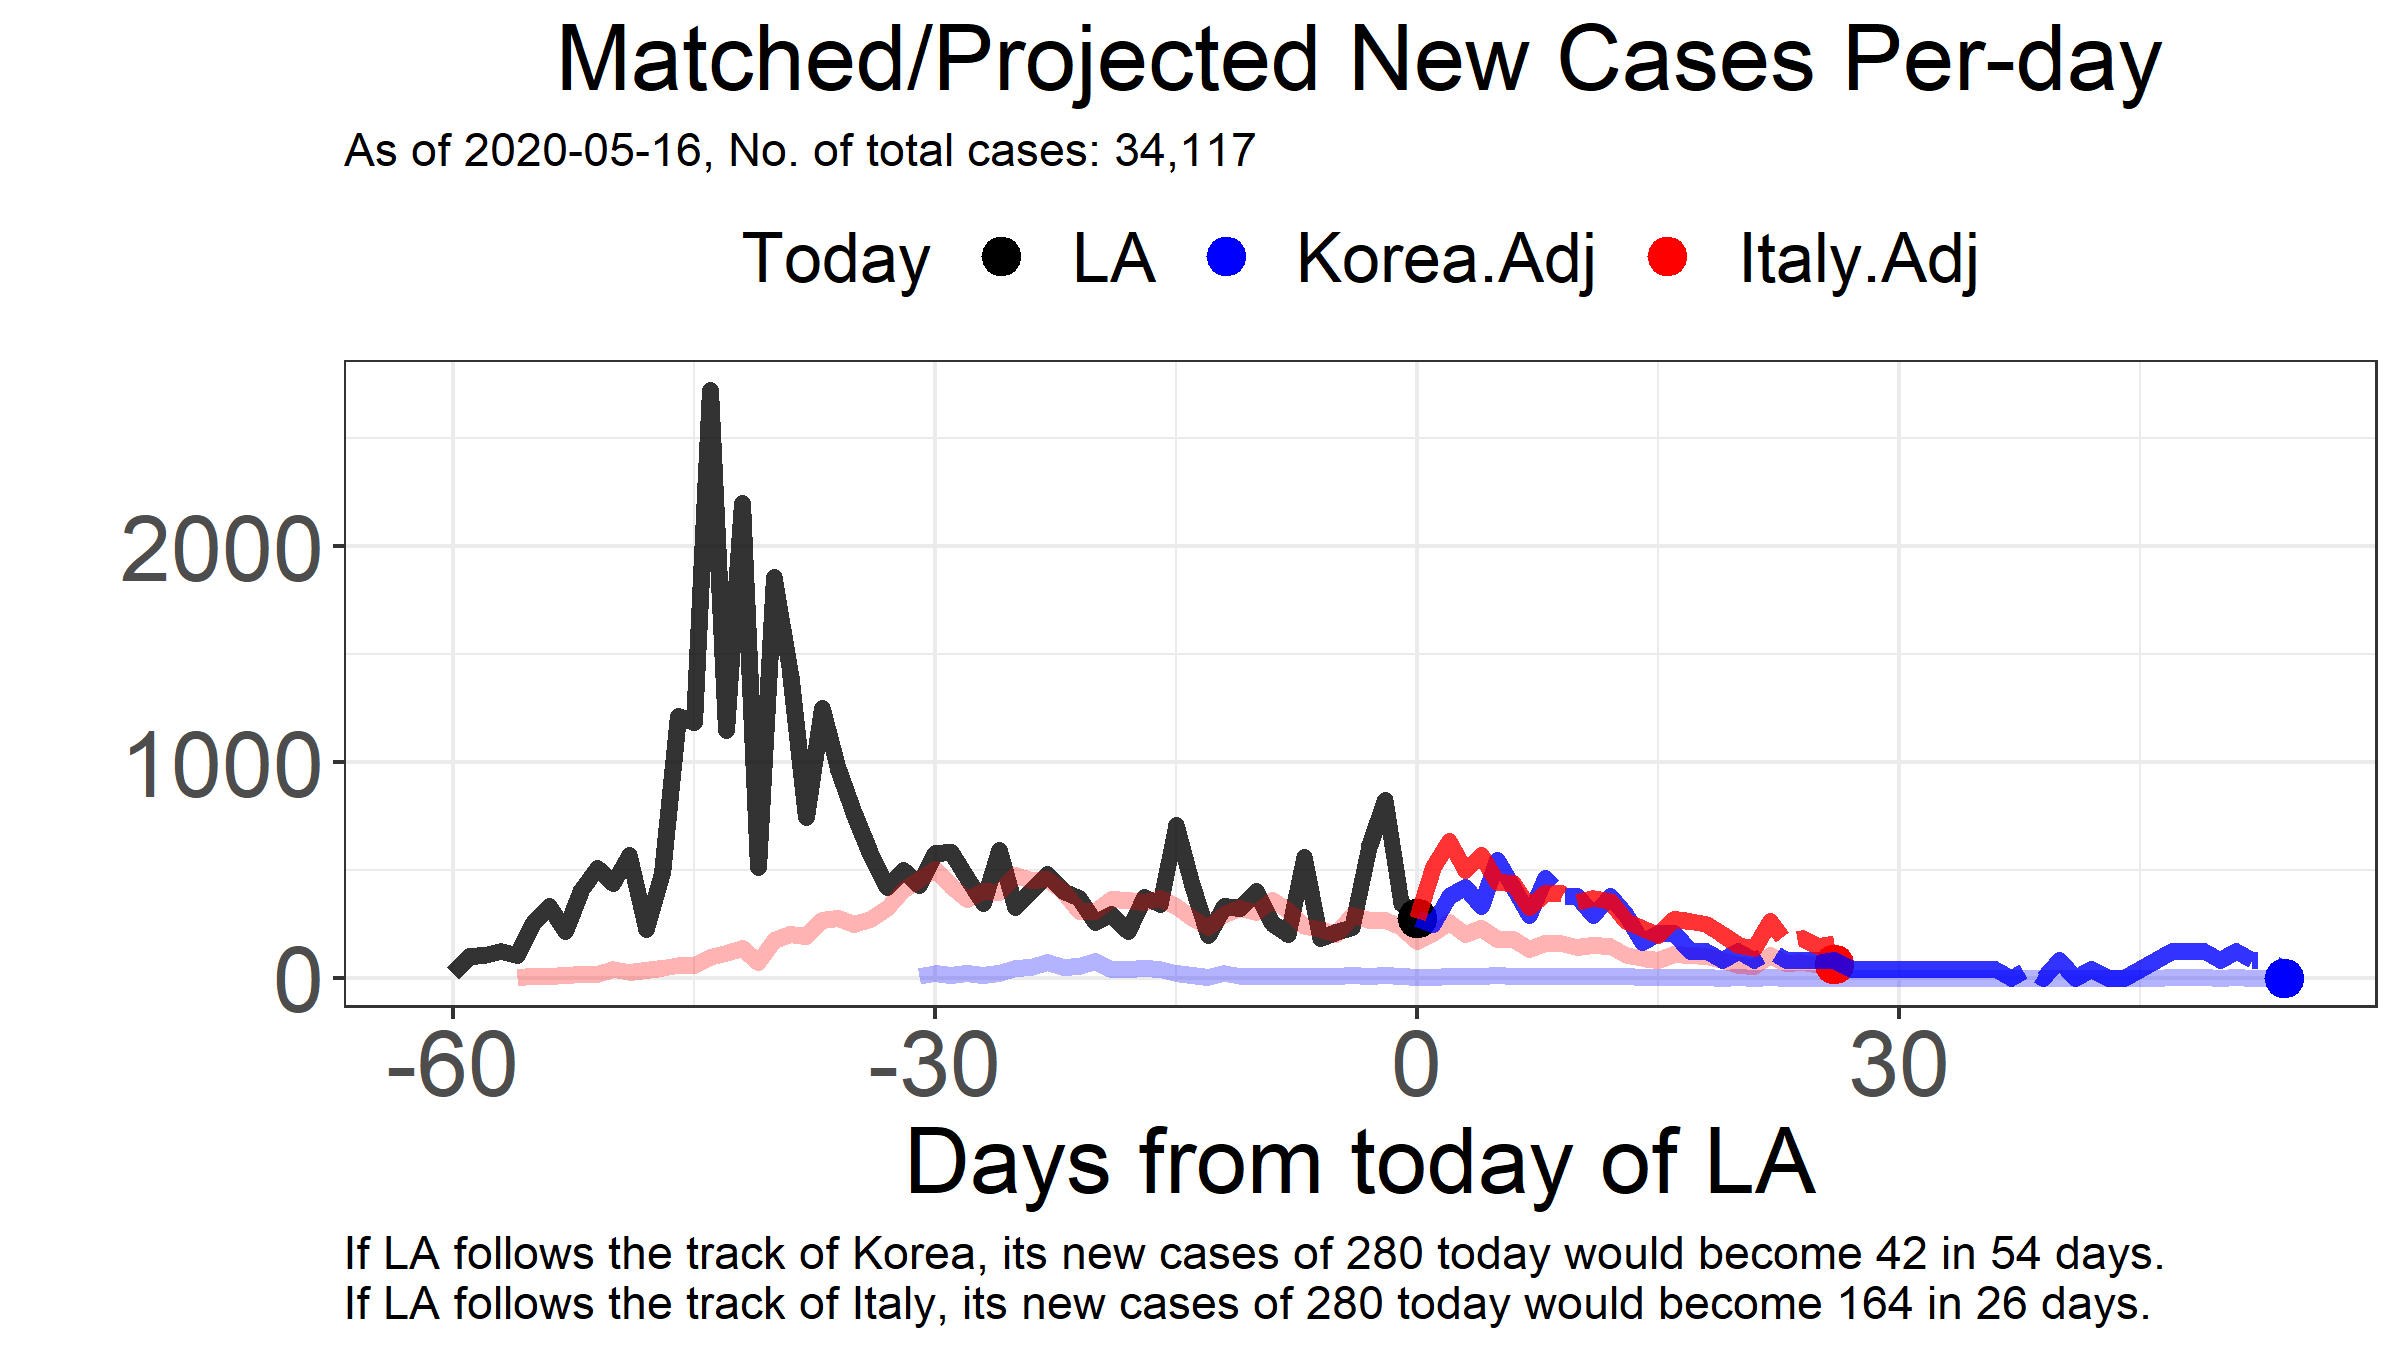 Matched/Projected New Cases Per-day
As of 2020-05-16, No. of total cases: 34,117
Today LA Korea.Adj Italy.Adj
2000
1000
0
-60 -30 0 30
Days from today of LA
If LA follows the track of Korea, its new cases of 280 today would become 42 in 54 days.
If LA follows the track of Italy, its new cases of 280 today would become 164 in 26 days.